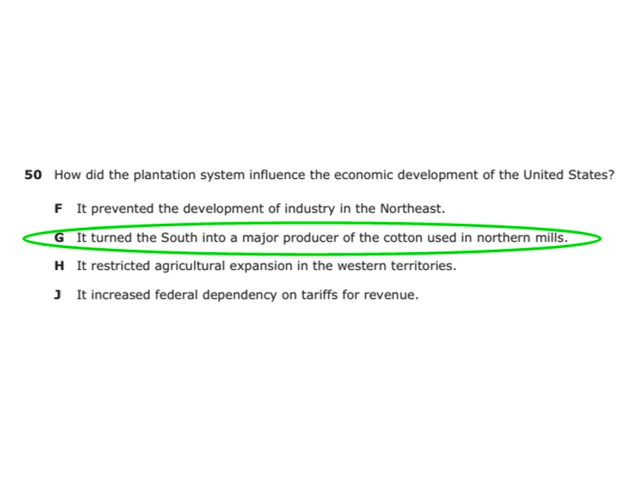 50 How did the plantation system influence the economic development of the United States?
F It prevented the development of industry in the Northeast.
G It turned the South into a major producer of the cotton used in northern mills.
H It restricted agricultural expansion in the western territories.
J It increased federal dependency on tariffs for revenue.